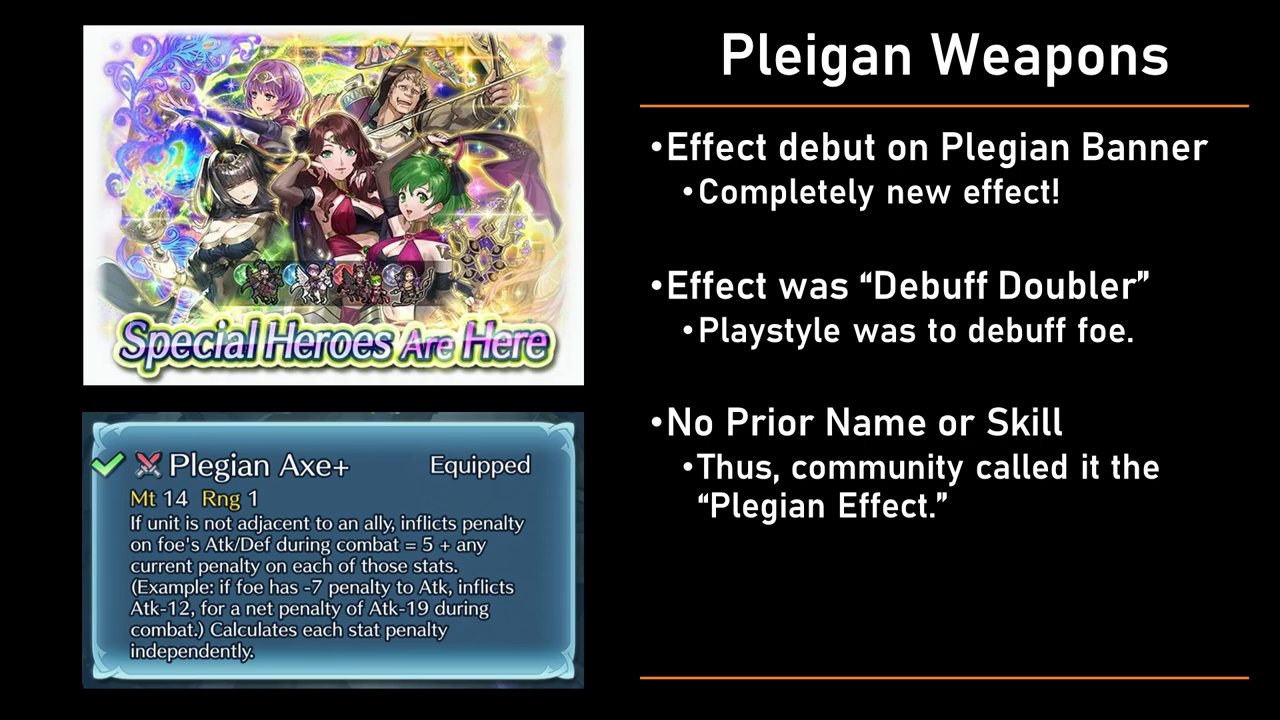 Pleigan Weapons
•Effect debut on Plegian Banner
•Completely new effect!
•Effect was “Debuff Doubler”
•Playstyle was to debuff foe.
•No Prior Name or Skill
•Thus, community called it the
“Plegian Effect.”
Special Heroes Are Here
Plegian Axe+ Equipped
Mt 14 Rng 1
If unit is not adjacent to an ally, inflicts penalty
on foe's Atk/Def during combat = 5 + any
current penalty on each of those stats.
(Example: if foe has -7 penalty to Atk, inflicts
Atk-12, for a net penalty of Atk-19 during
combat.) Calculates each stat penalty
independently.